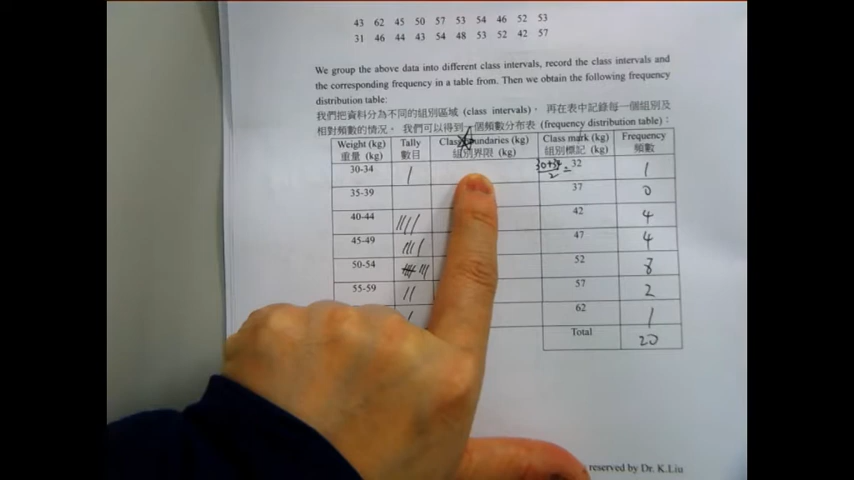 43 62 45 50 57 53 54 46 52 53
31 46 44 43 54 48 53 52 42 57
We group the above data into different class intervals, record the class intervals and
the corresponding frequency in a table from. Then we obtain the following frequency
distribution table:
我們把資料分為不同的組別區域 (class intervals)， 再在表中記錄每一個組別及
相對頻數的情況， 我們可以得到一個頻數分布表 (frequency distribution table)：
Weight (kg) Tally (kg) Class mark (kg) Frequency
重量 (kg) 數目 組別界限 (kg) 組別標記 (kg) 頻數
30-34 30+34/2 = 32 1
35-39 37 0
40-44 42 4
45-49 47 4
50-54 52 8
55-59 57 2
62 1
Total 20
reserved by Dr. K.Liu